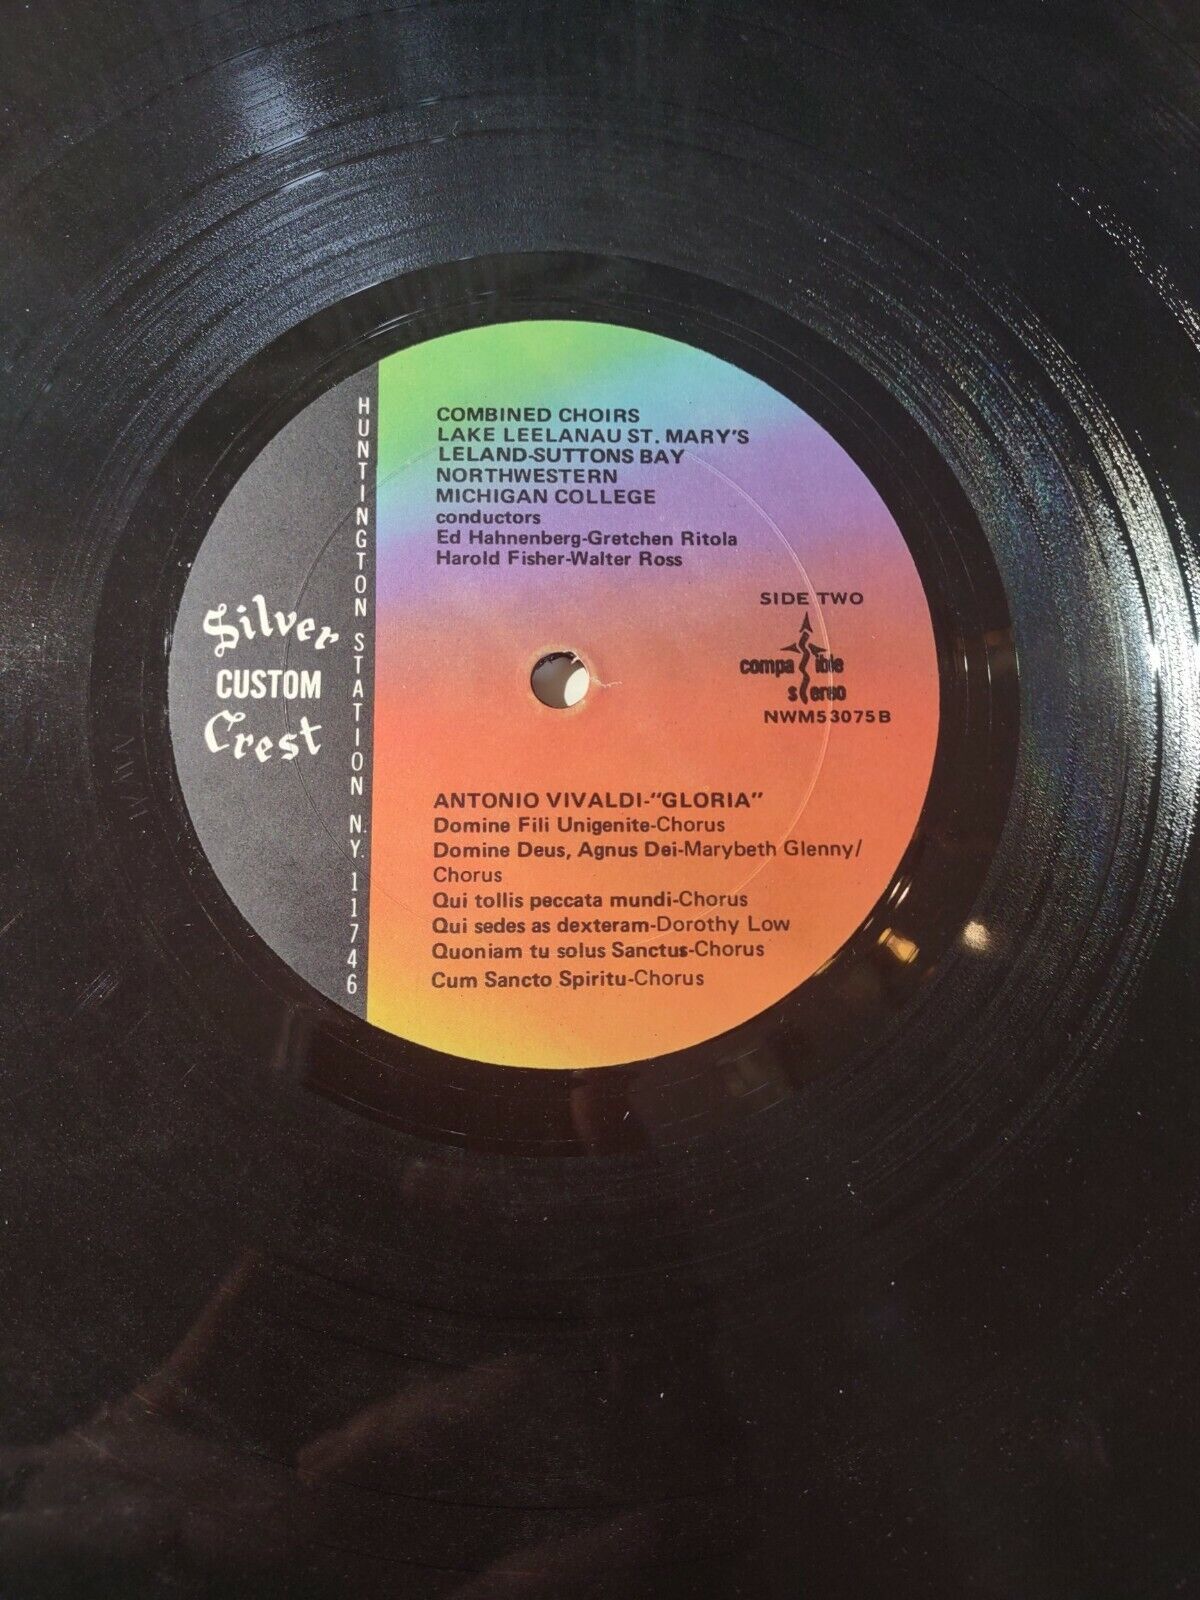 HUNTINGTON STATION N.Y. 11746
Silver
CUSTOM
Crest
COMBINED CHOIRS
LAKE LEELANAU ST. MARY'S
LELAND-SUTTONS BAY
NORTHWESTERN
MICHIGAN COLLEGE
conductors
Ed Hahnenberg-Gretchen Ritola
Harold Fisher-Walter Ross
SIDE TWO
compatible
stereo
NWM53075B
ANTONIO VIVALDI-"GLORIA"
Domine Fili Unigenite-Chorus
Domine Deus, Agnus Dei-Marybeth Glenny/
Chorus
Qui tollis peccata mundi-Chorus
Qui sedes as dexteram-Dorothy Low
Quoniam tu solus Sanctus-Chorus
Cum Sancto Spiritu-Chorus